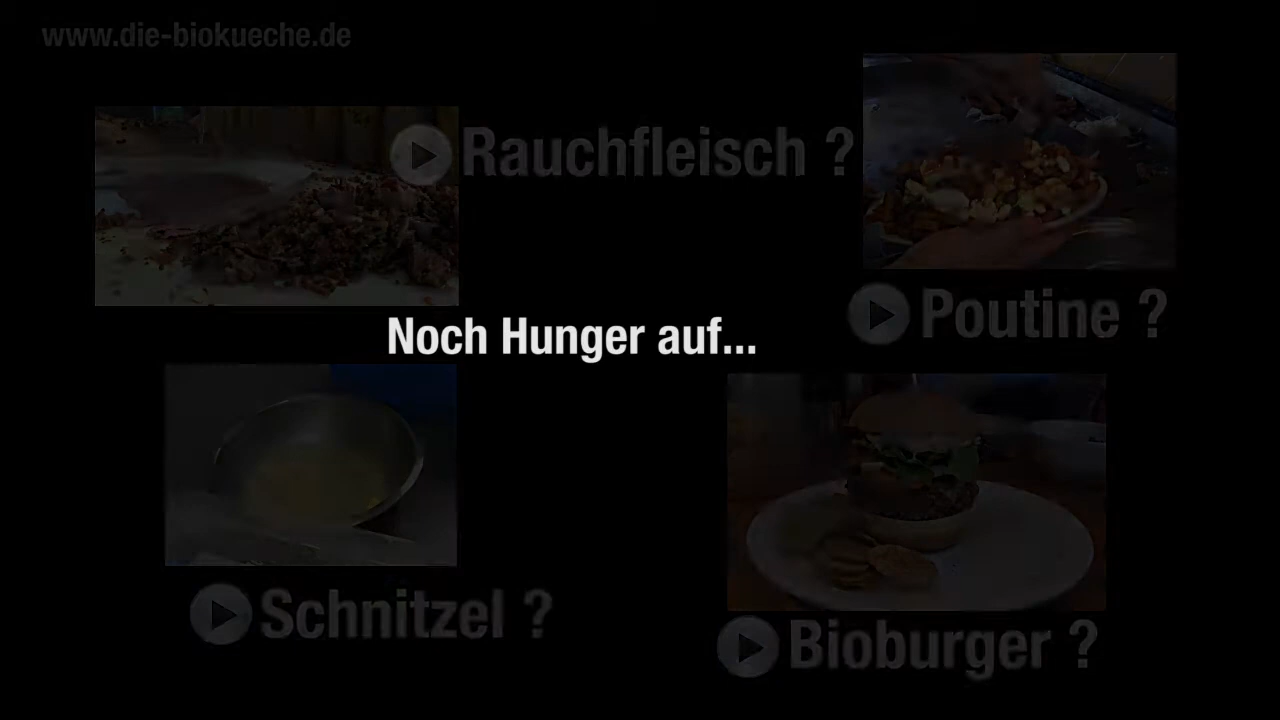 www.die-biokueche.de
Rauchfleisch ?
Poutine ?
Noch Hunger auf...
Schnitzel ?
Bioburger ?